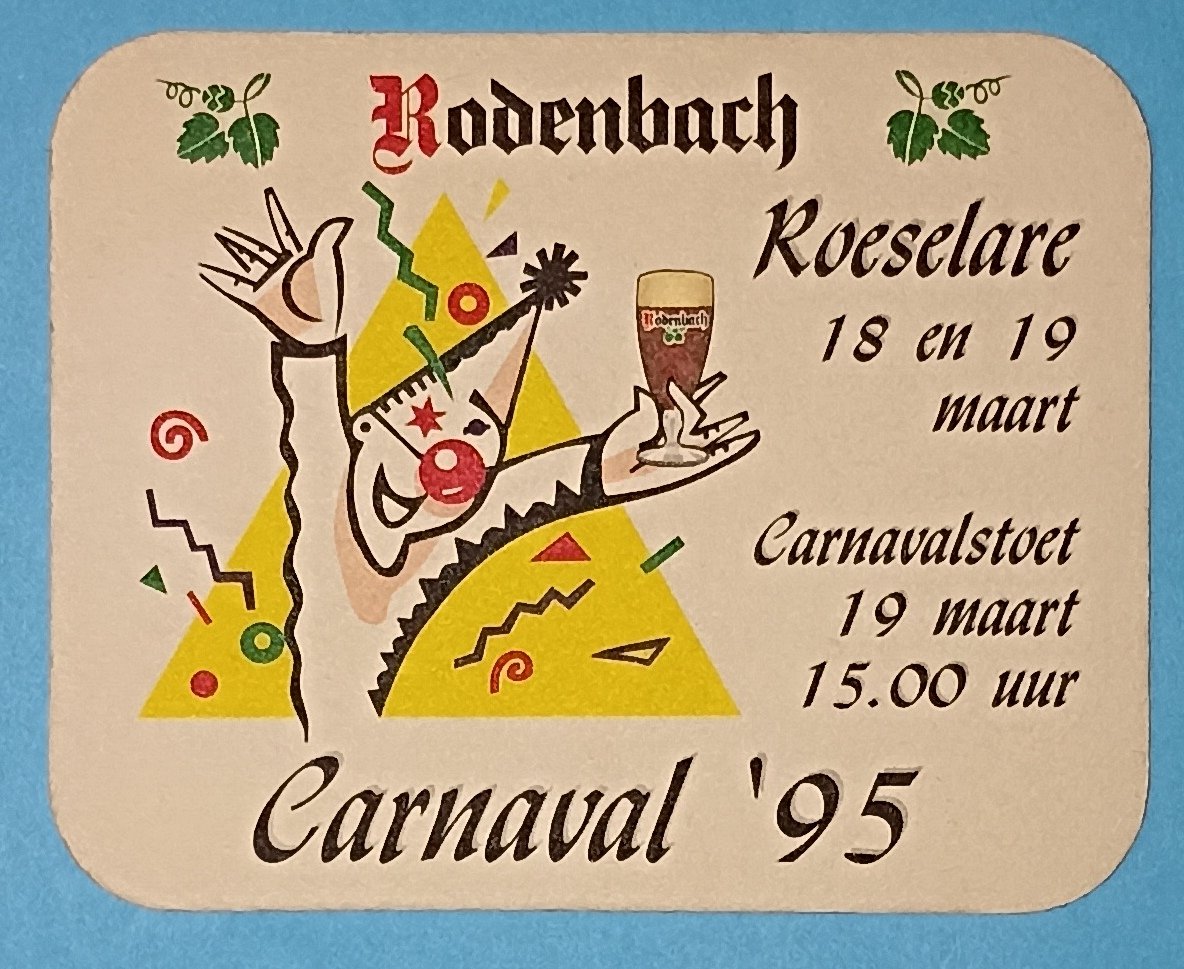 Rodenbach
Roeselare
18 en 19
maart
Rodenbach
Carnavalstoet
19 maart
15.00 uur
Carnaval '95